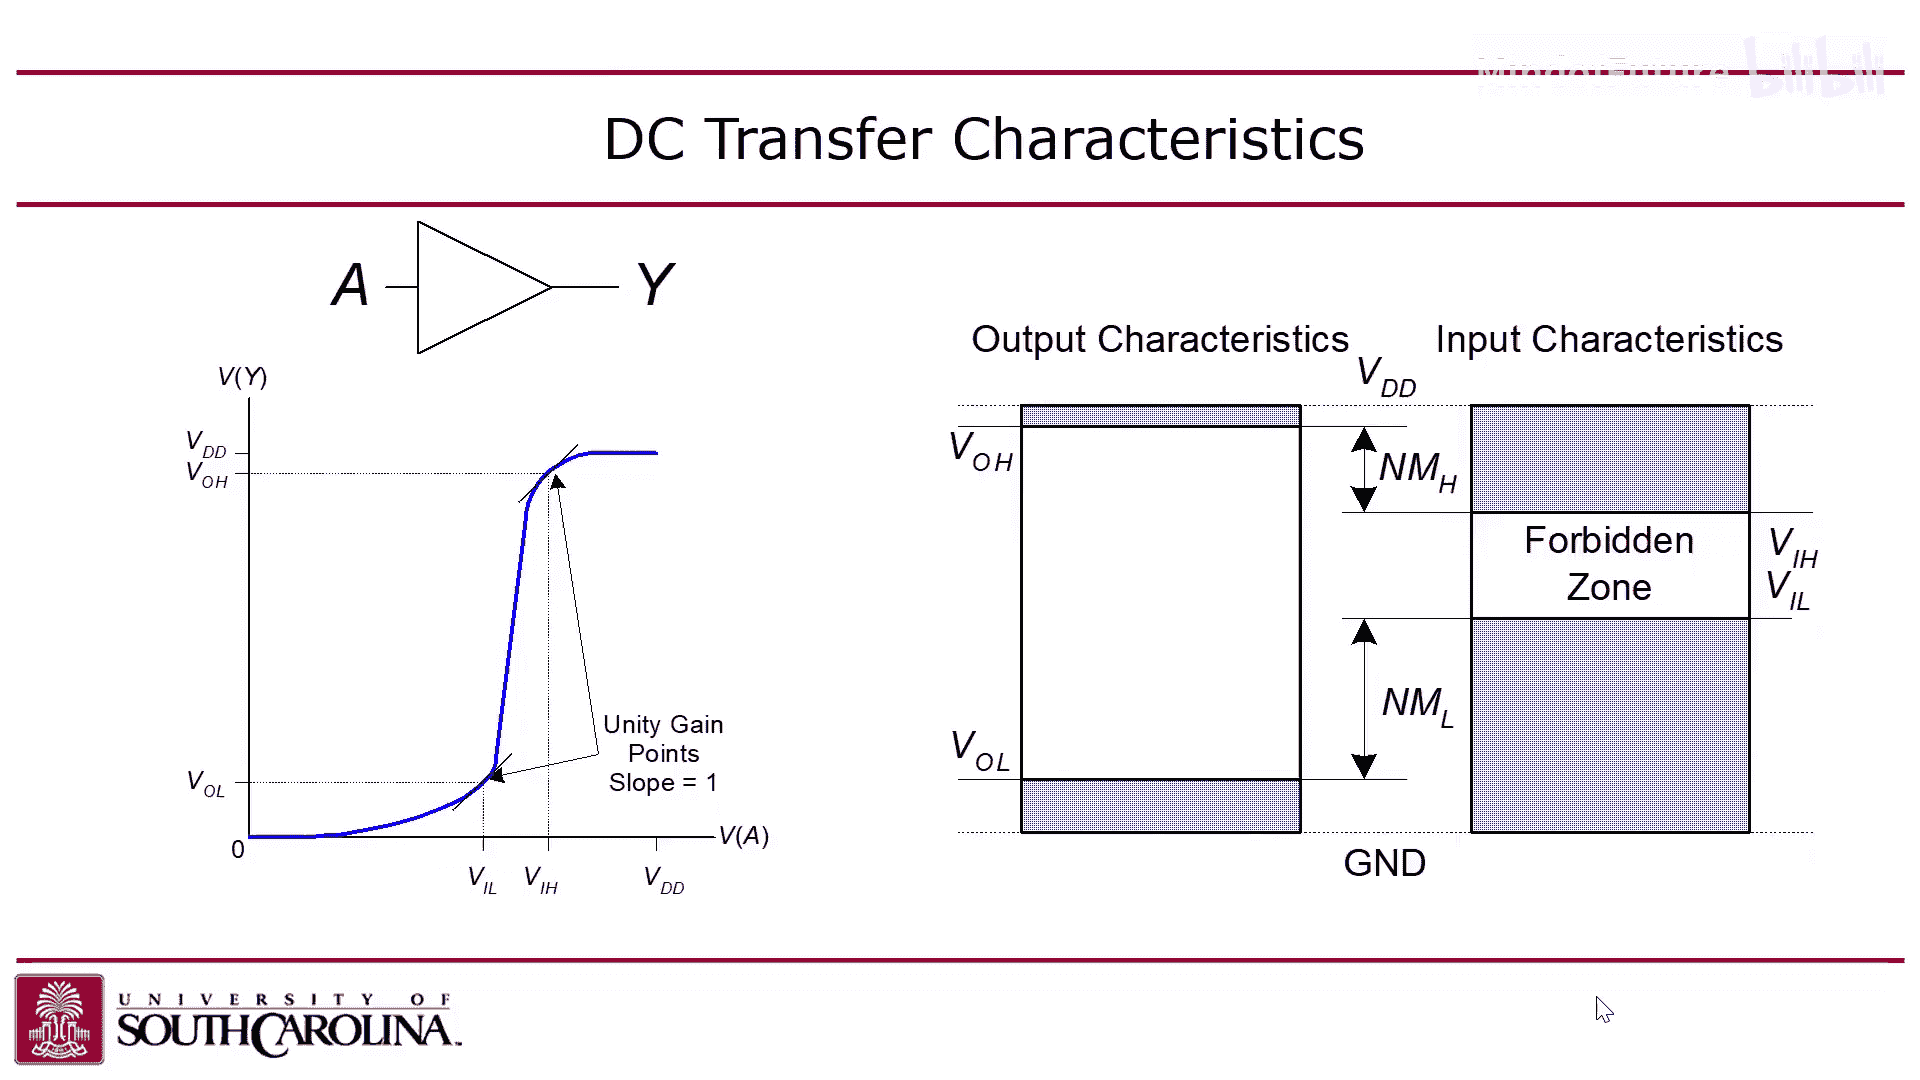 DC Transfer Characteristics
A
Y
V(Y)
VDD
VOH
VOL
0
VIL
VIH
VDD
V(A)
Unity Gain
Points
Slope = 1
Output Characteristics
Input Characteristics
VDD
VOH
NMH
Forbidden
Zone
VIH
VIL
NML
VOL
GND
UNIVERSITY OF
SOUTH CAROLINA
bilibili